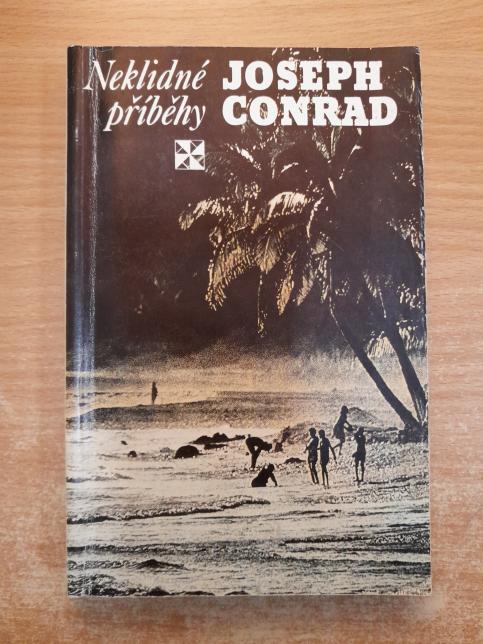 Neklidné
příběhy
JOSEPH
CONRAD